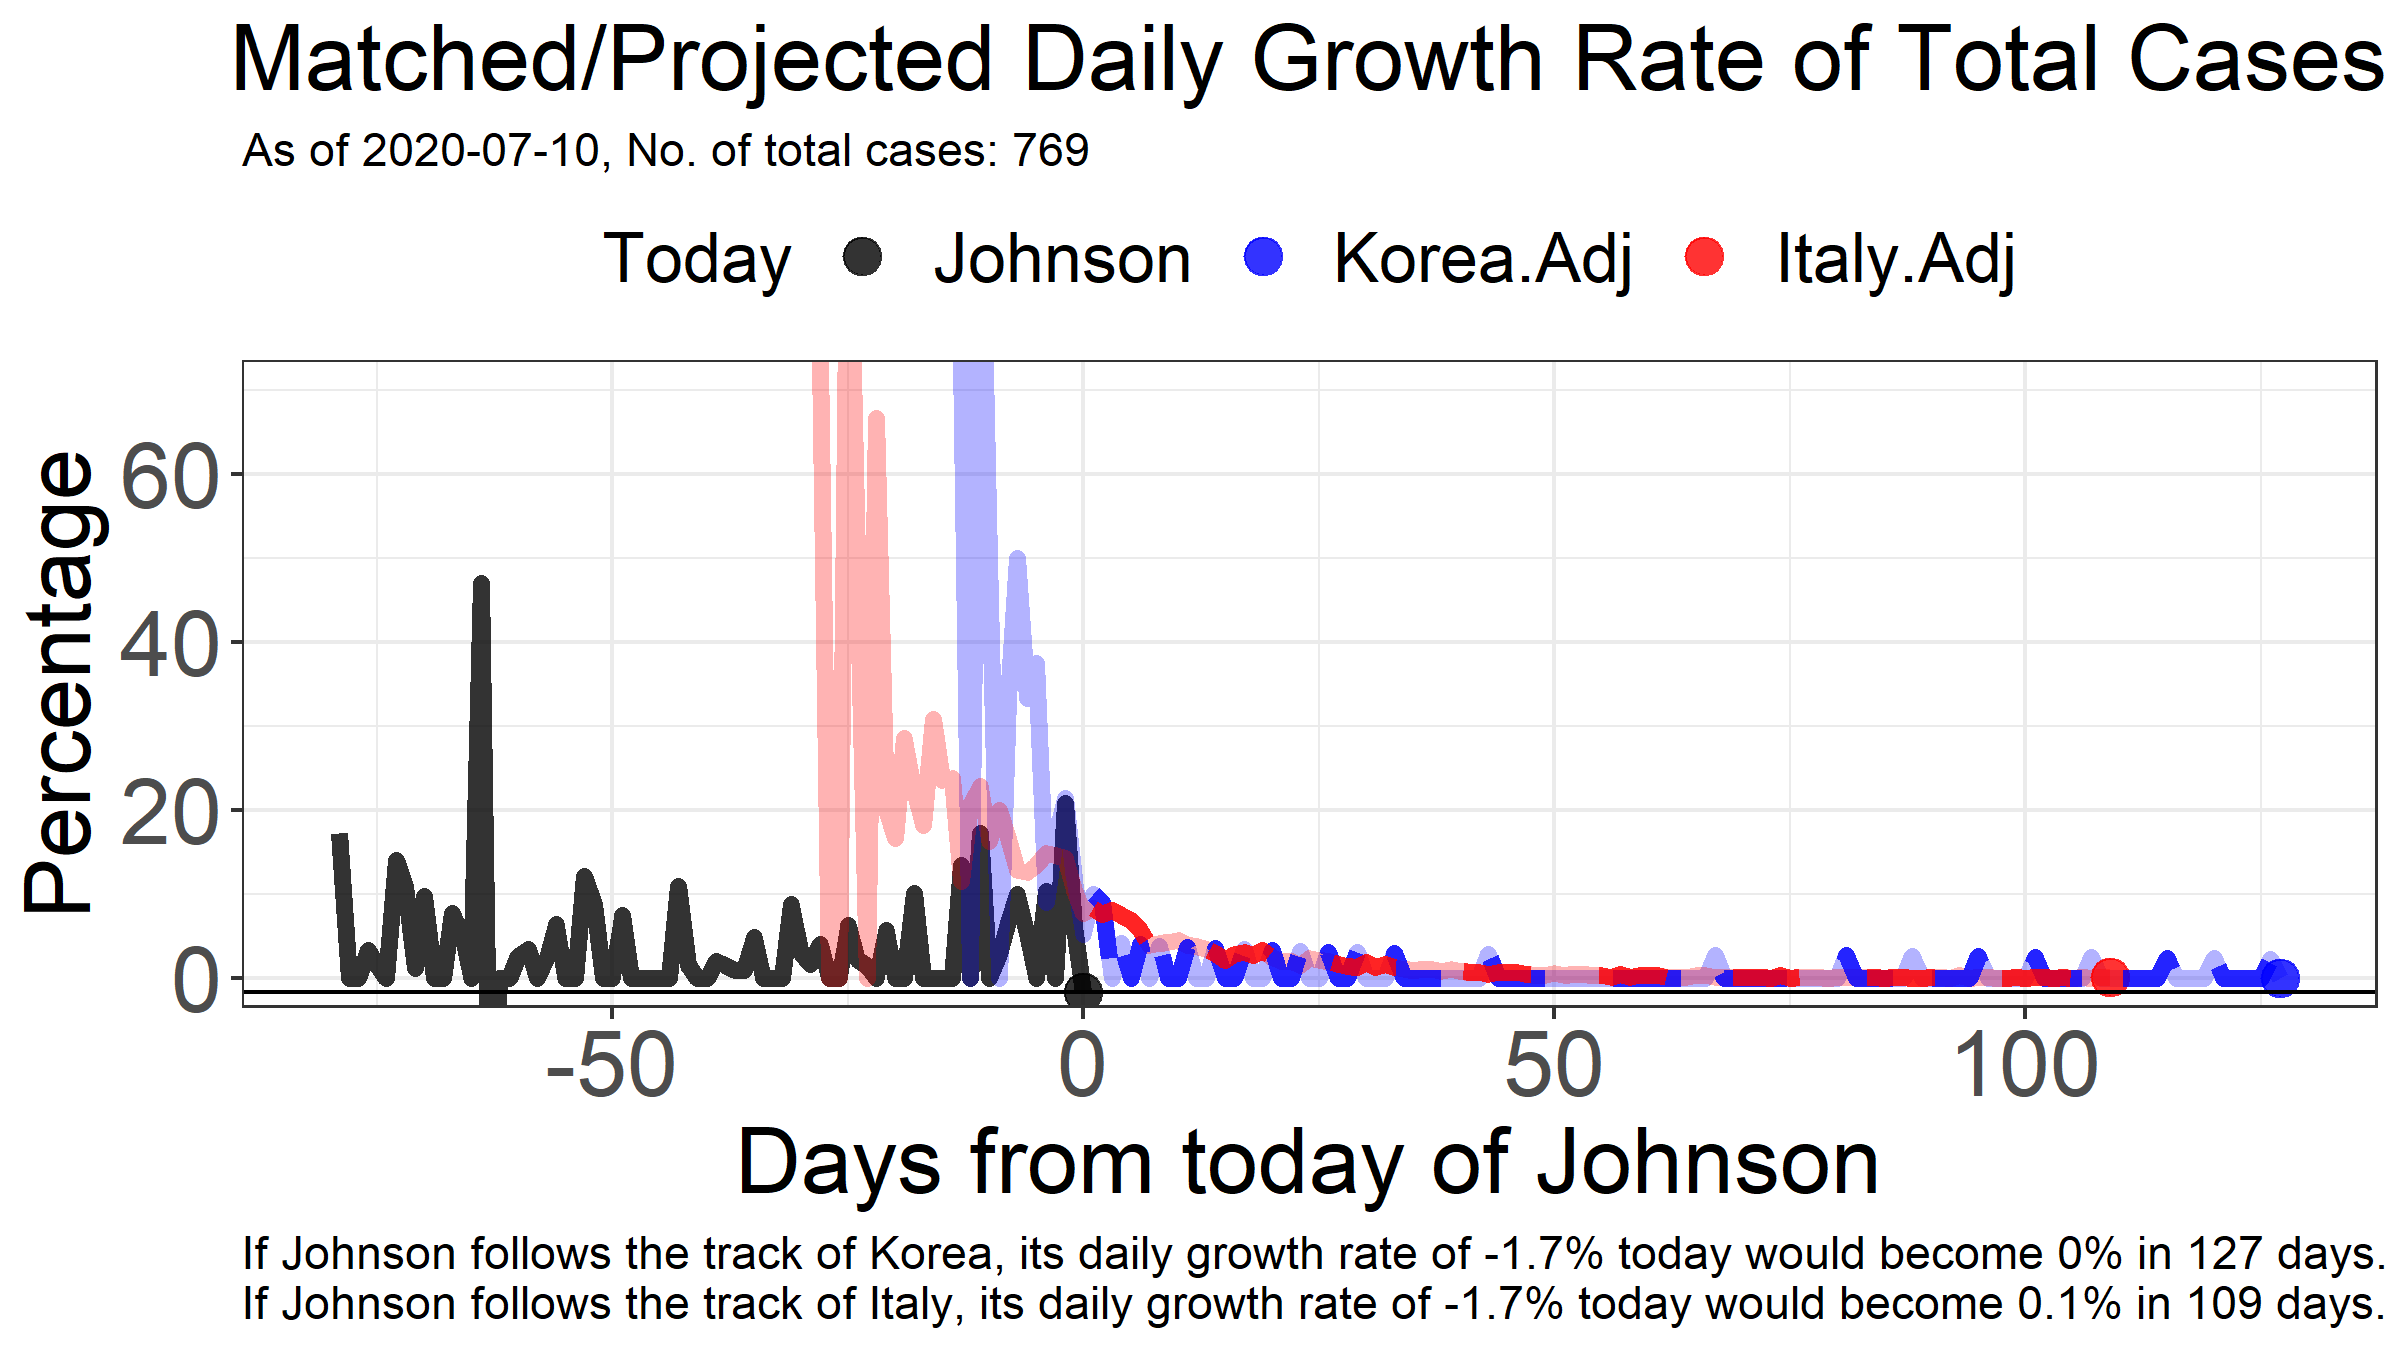 Matched/Projected Daily Growth Rate of Total Cases
As of 2020-07-10, No. of total cases: 769
Today Johnson Korea.Adj Italy.Adj
Percentage
60
40
20
0
-50 0 50 100
Days from today of Johnson
If Johnson follows the track of Korea, its daily growth rate of -1.7% today would become 0% in 127 days.
If Johnson follows the track of Italy, its daily growth rate of -1.7% today would become 0.1% in 109 days.